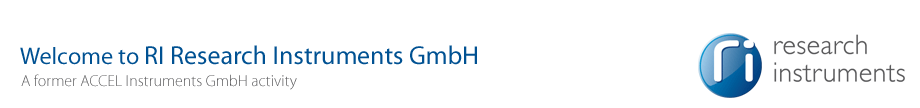 Welcome to RI Research Instruments GmbH
A former ACCEL Instruments GmbH activity
ri research
instruments